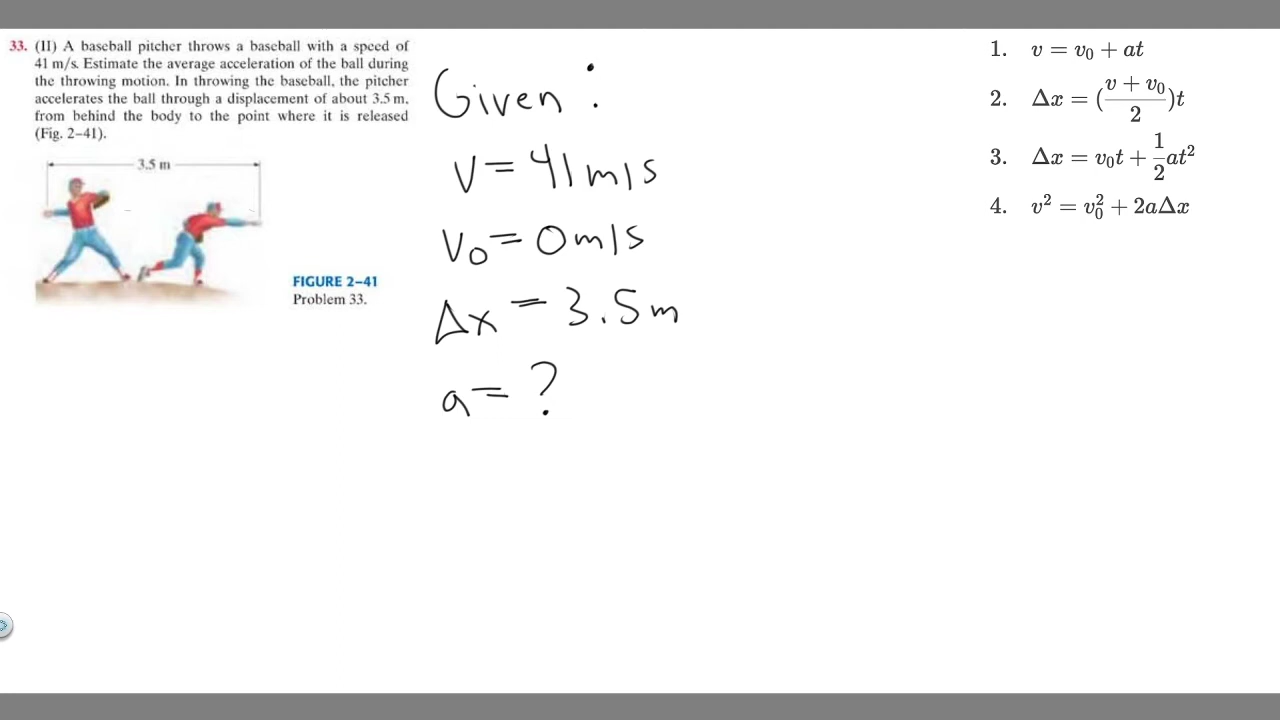 33. (II) A baseball pitcher throws a baseball with a speed of
41 m/s. Estimate the average acceleration of the ball during
the throwing motion. In throwing the baseball, the pitcher
accelerates the ball through a displacement of about 3.5 m,
from behind the body to the point where it is released
(Fig. 2–41).
3.5 m
FIGURE 2–41
Problem 33.
Given :
V = 41 m/s
V₀ = 0 m/s
Δx = 3.5 m
a = ?
1. v = v₀ + at
2. Δx = ((v + v₀)/2)t
3. Δx = v₀t + 1/2 at²
4. v² = v₀² + 2aΔx